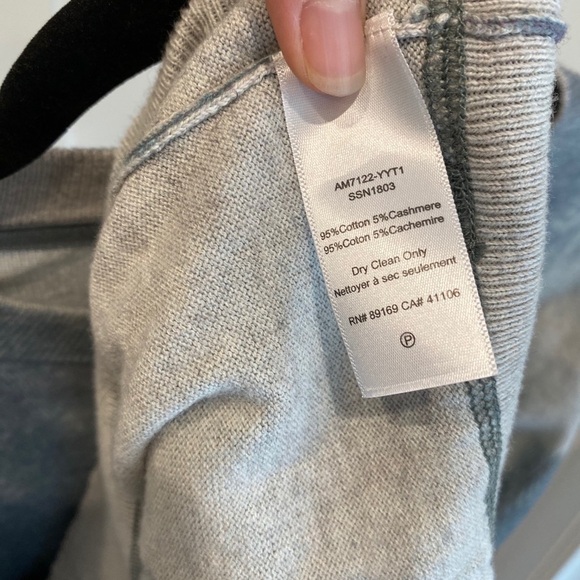 AM7122-YYT1
SSN1803
95%Cotton 5%Cashmere
95%Coton 5%Cachemire
Dry Clean Only
Nettoyer à sec seulement
RN# 89169 CA# 41106
P